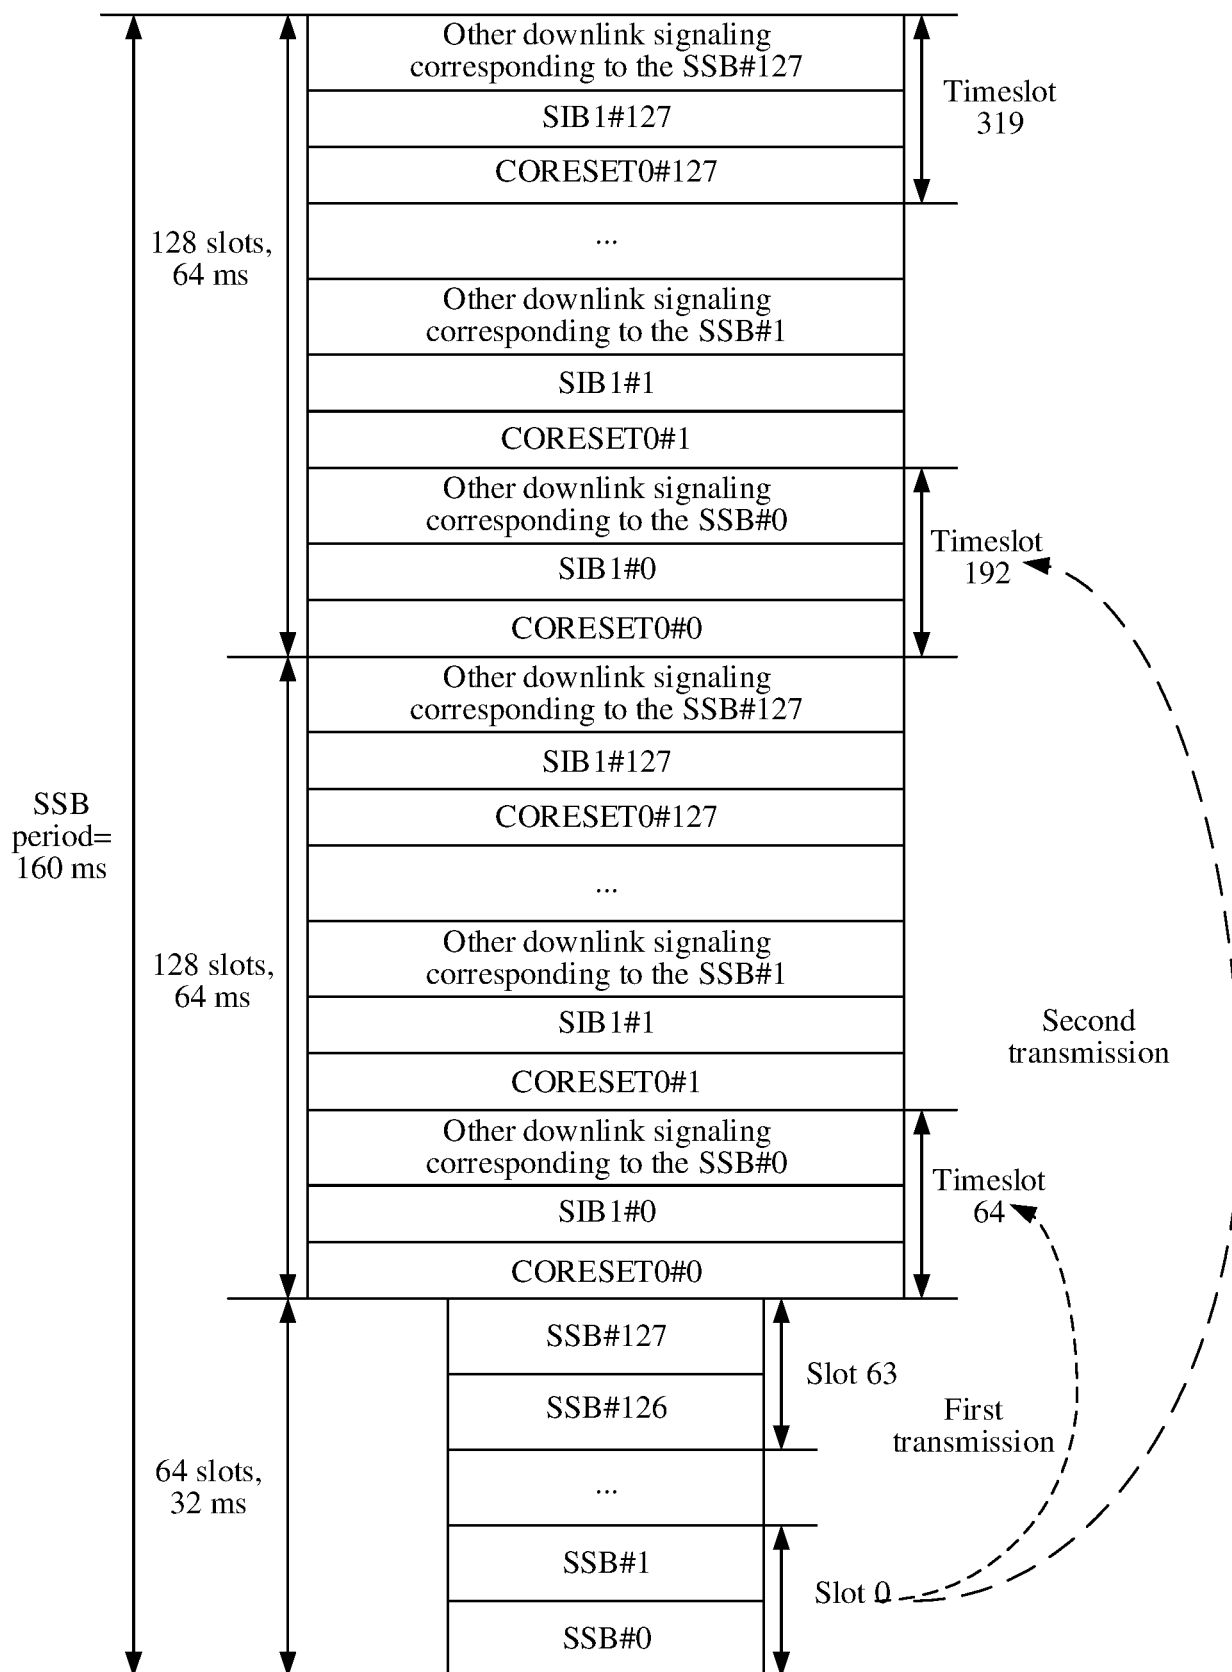 Other downlink signaling
corresponding to the SSB#127
SIB1#127
CORESET0#127
Timeslot
319
128 slots,
64 ms
...
Other downlink signaling
corresponding to the SSB#1
SIB1#1
CORESET0#1
Other downlink signaling
corresponding to the SSB#0
SIB1#0
CORESET0#0
Timeslot
192
Other downlink signaling
corresponding to the SSB#127
SIB1#127
CORESET0#127
SSB
period=
160 ms
...
128 slots,
64 ms
Other downlink signaling
corresponding to the SSB#1
SIB1#1
CORESET0#1
Second
transmission
Other downlink signaling
corresponding to the SSB#0
SIB1#0
CORESET0#0
Timeslot
64
SSB#127
SSB#126
Slot 63
First
transmission
64 slots,
32 ms
...
SSB#1
SSB#0
Slot 0